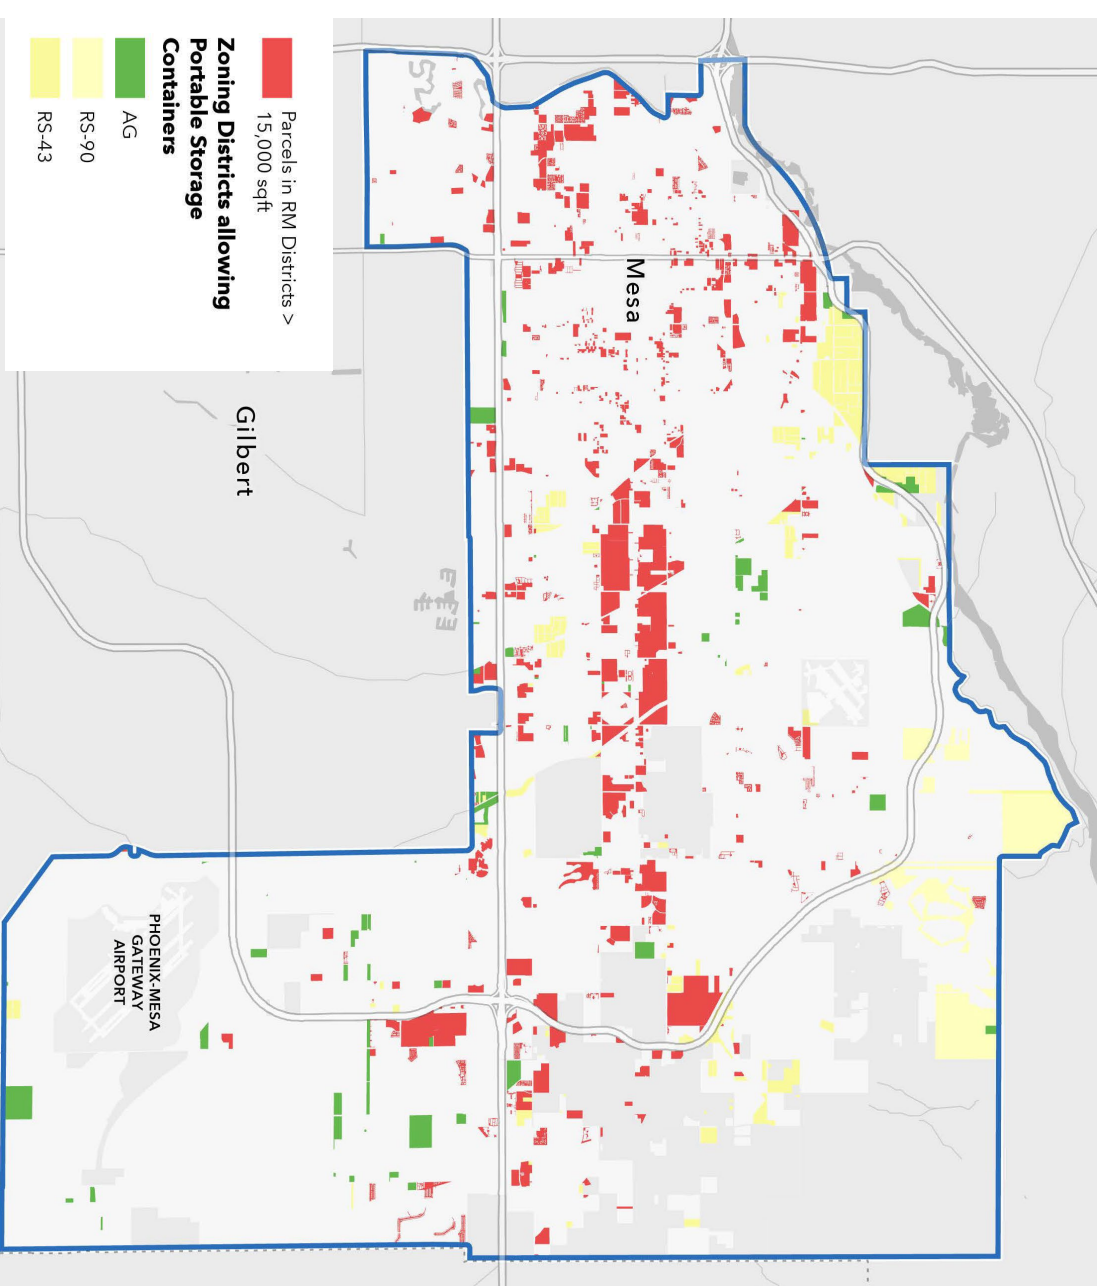 Parcels in RM Districts >
15,000 sqft
Zoning Districts allowing
Portable Storage
Containers
AG
RS-90
RS-43
Mesa
Gilbert
PHOENIX-MESA
GATEWAY
AIRPORT